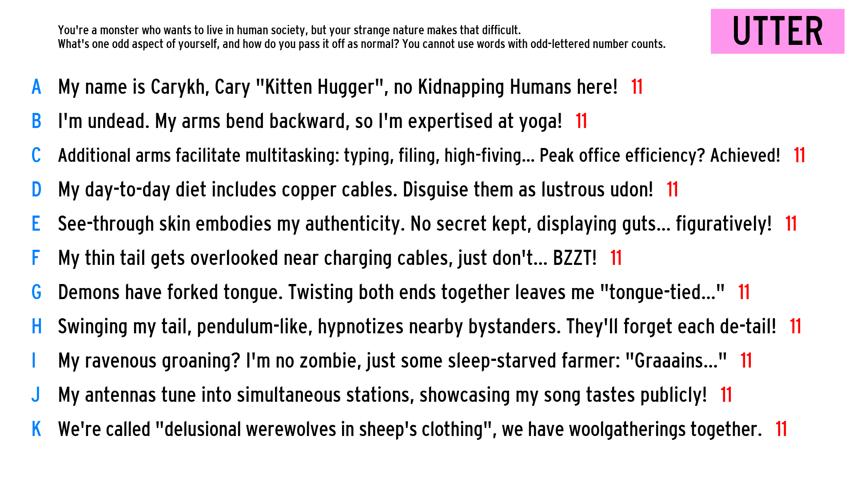 You're a monster who wants to live in human society, but your strange nature makes that difficult.
What's one odd aspect of yourself, and how do you pass it off as normal? You cannot use words with odd-lettered number counts.
UTTER
A My name is Carykh, Cary "Kitten Hugger", no Kidnapping Humans here! 11
B I'm undead. My arms bend backward, so I'm expertised at yoga! 11
C Additional arms facilitate multitasking: typing, filing, high-fiving... Peak office efficiency? Achieved! 11
D My day-to-day diet includes copper cables. Disguise them as lustrous udon! 11
E See-through skin embodies my authenticity. No secret kept, displaying guts... figuratively! 11
F My thin tail gets overlooked near charging cables, just don't... BZZT! 11
G Demons have forked tongue. Twisting both ends together leaves me "tongue-tied..." 11
H Swinging my tail, pendulum-like, hypnotizes nearby bystanders. They'll forget each de-tail! 11
I My ravenous groaning? I'm no zombie, just some sleep-starved farmer: "Graaains..." 11
J My antennas tune into simultaneous stations, showcasing my song tastes publicly! 11
K We're called "delusional werewolves in sheep's clothing", we have woolgatherings together. 11